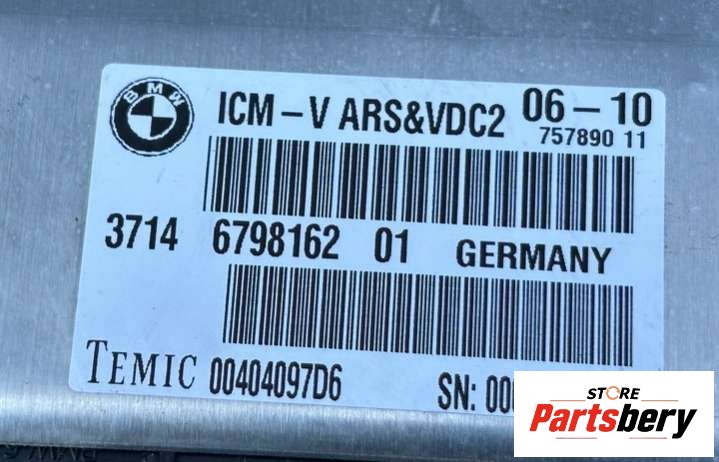 BMW
ICM-V ARS&VDC2 06-10
757890 11
3714 6798162 01 GERMANY
TEMIC 00404097D6 SN: 00
STORE
Partsbery